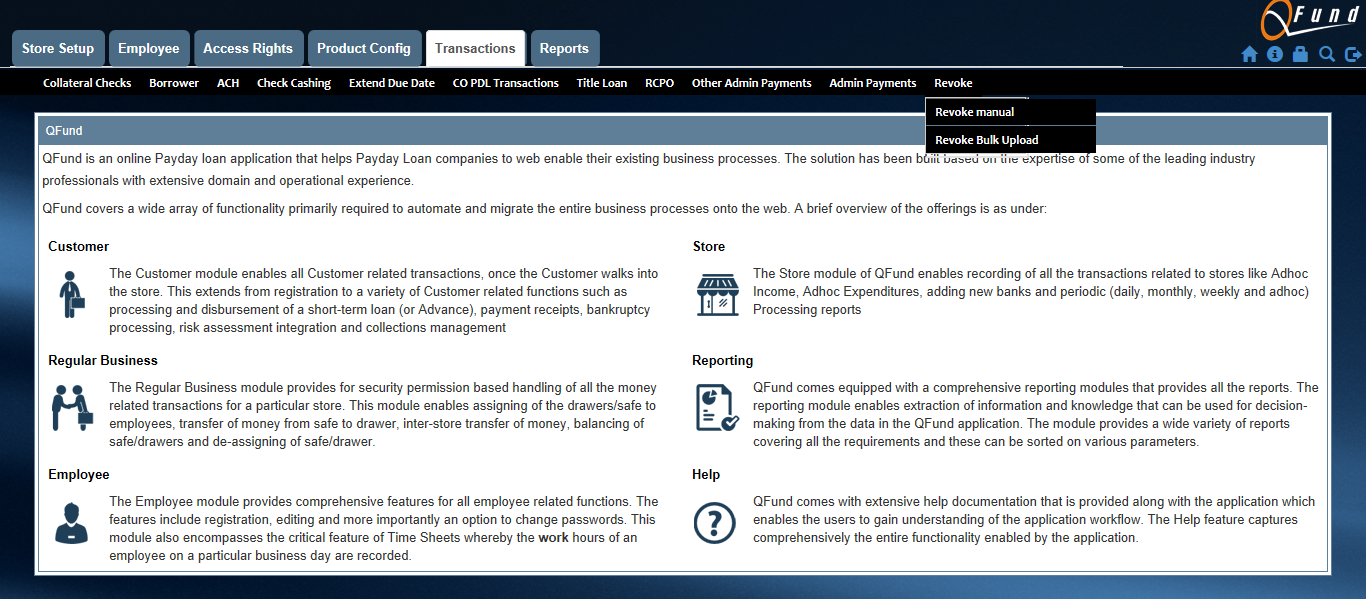 QFund
Store Setup Employee Access Rights Product Config Transactions Reports
Collateral Checks Borrower ACH Check Cashing Extend Due Date CO PDL Transactions Title Loan RCPO Other Admin Payments Admin Payments Revoke
Revoke manual
Revoke Bulk Upload
QFund
QFund is an online Payday loan application that helps Payday Loan companies to web enable their existing business processes. The solution has been built based on the expertise of some of the leading industry
professionals with extensive domain and operational experience.
QFund covers a wide array of functionality primarily required to automate and migrate the entire business processes onto the web. A brief overview of the offerings is as under:
Customer
The Customer module enables all Customer related transactions, once the Customer walks into
the store. This extends from registration to a variety of Customer related functions such as
processing and disbursement of a short-term loan (or Advance), payment receipts, bankruptcy
processing, risk assessment integration and collections management
Store
The Store module of QFund enables recording of all the transactions related to stores like Adhoc
Income, Adhoc Expenditures, adding new banks and periodic (daily, monthly, weekly and adhoc)
Processing reports
Regular Business
The Regular Business module provides for security permission based handling of all the money
related transactions for a particular store. This module enables assigning of the drawers/safe to
employees, transfer of money from safe to drawer, inter-store transfer of money, balancing of
safe/drawers and de-assigning of safe/drawer.
Reporting
QFund comes equipped with a comprehensive reporting modules that provides all the reports. The
reporting module enables extraction of information and knowledge that can be used for decision-
making from the data in the QFund application. The module provides a wide variety of reports
covering all the requirements and these can be sorted on various parameters.
Employee
The Employee module provides comprehensive features for all employee related functions. The
features include registration, editing and more importantly an option to change passwords. This
module also encompasses the critical feature of Time Sheets whereby the work hours of an
employee on a particular business day are recorded.
Help
QFund comes with extensive help documentation that is provided along with the application which
enables the users to gain understanding of the application workflow. The Help feature captures
comprehensively the entire functionality enabled by the application.